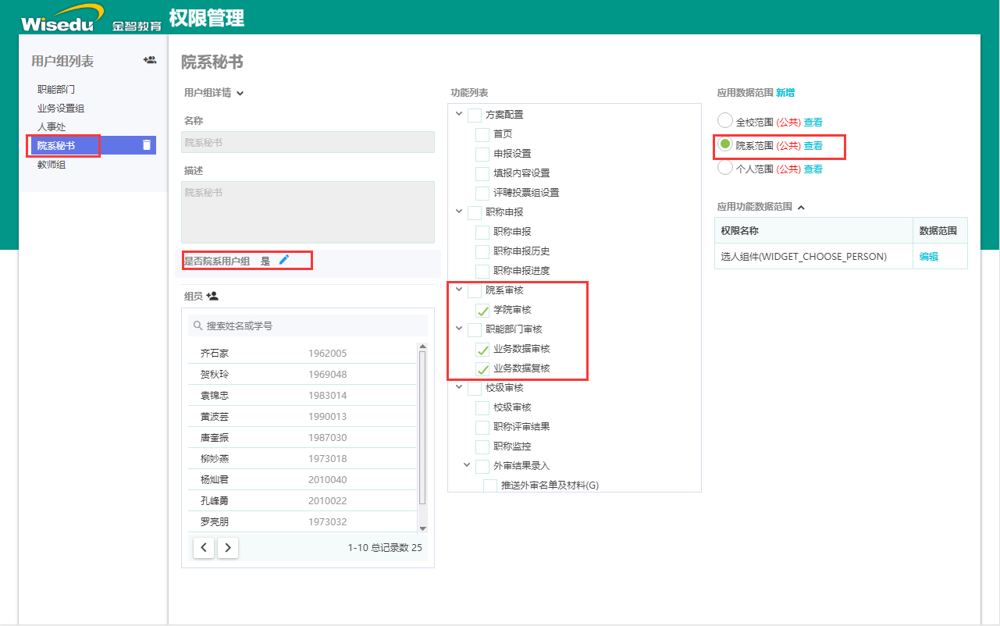 Wisedu 金智教育 权限管理
用户组列表
职能部门
业务设置组
人事处
院系秘书
教师组
院系秘书
用户组详情
名称
院系秘书
描述
院系秘书
是否院系用户组 是
组员
搜索姓名或学号
齐石家 1962005
贺秋玲 1969048
袁锦忠 1983014
黄波芸 1990013
唐奎振 1987030
柳妙燕 1973018
杨灿君 2010040
孔峰勇 2010022
罗亮朋 1973032
1-10 总记录数 25
功能列表
方案配置
首页
申报设置
填报内容设置
评聘投票组设置
职称申报
职称申报
职称申报历史
职称申报进度
院系审核
学院审核
职能部门审核
业务数据审核
业务数据复核
校级审核
校级审核
职称评审结果
职称监控
外审结果录入
推送外审名单及材料(G)
应用数据范围 新增
全校范围 (公共) 查看
院系范围 (公共) 查看
个人范围 (公共) 查看
应用功能数据范围
权限名称 数据范围
选人组件(WIDGET_CHOOSE_PERSON) 编辑